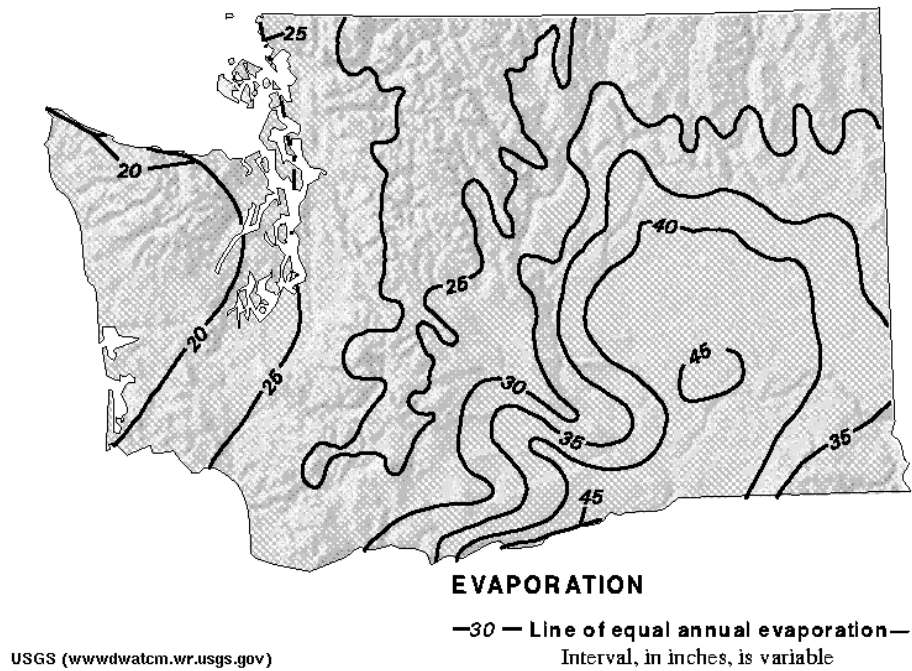 25
20
40
25
20
45
25
30
35
35
45
EVAPORATION
—30 — Line of equal annual evaporation—
Interval, in inches, is variable
USGS (wwwdwatcm.wr.usgs.gov)